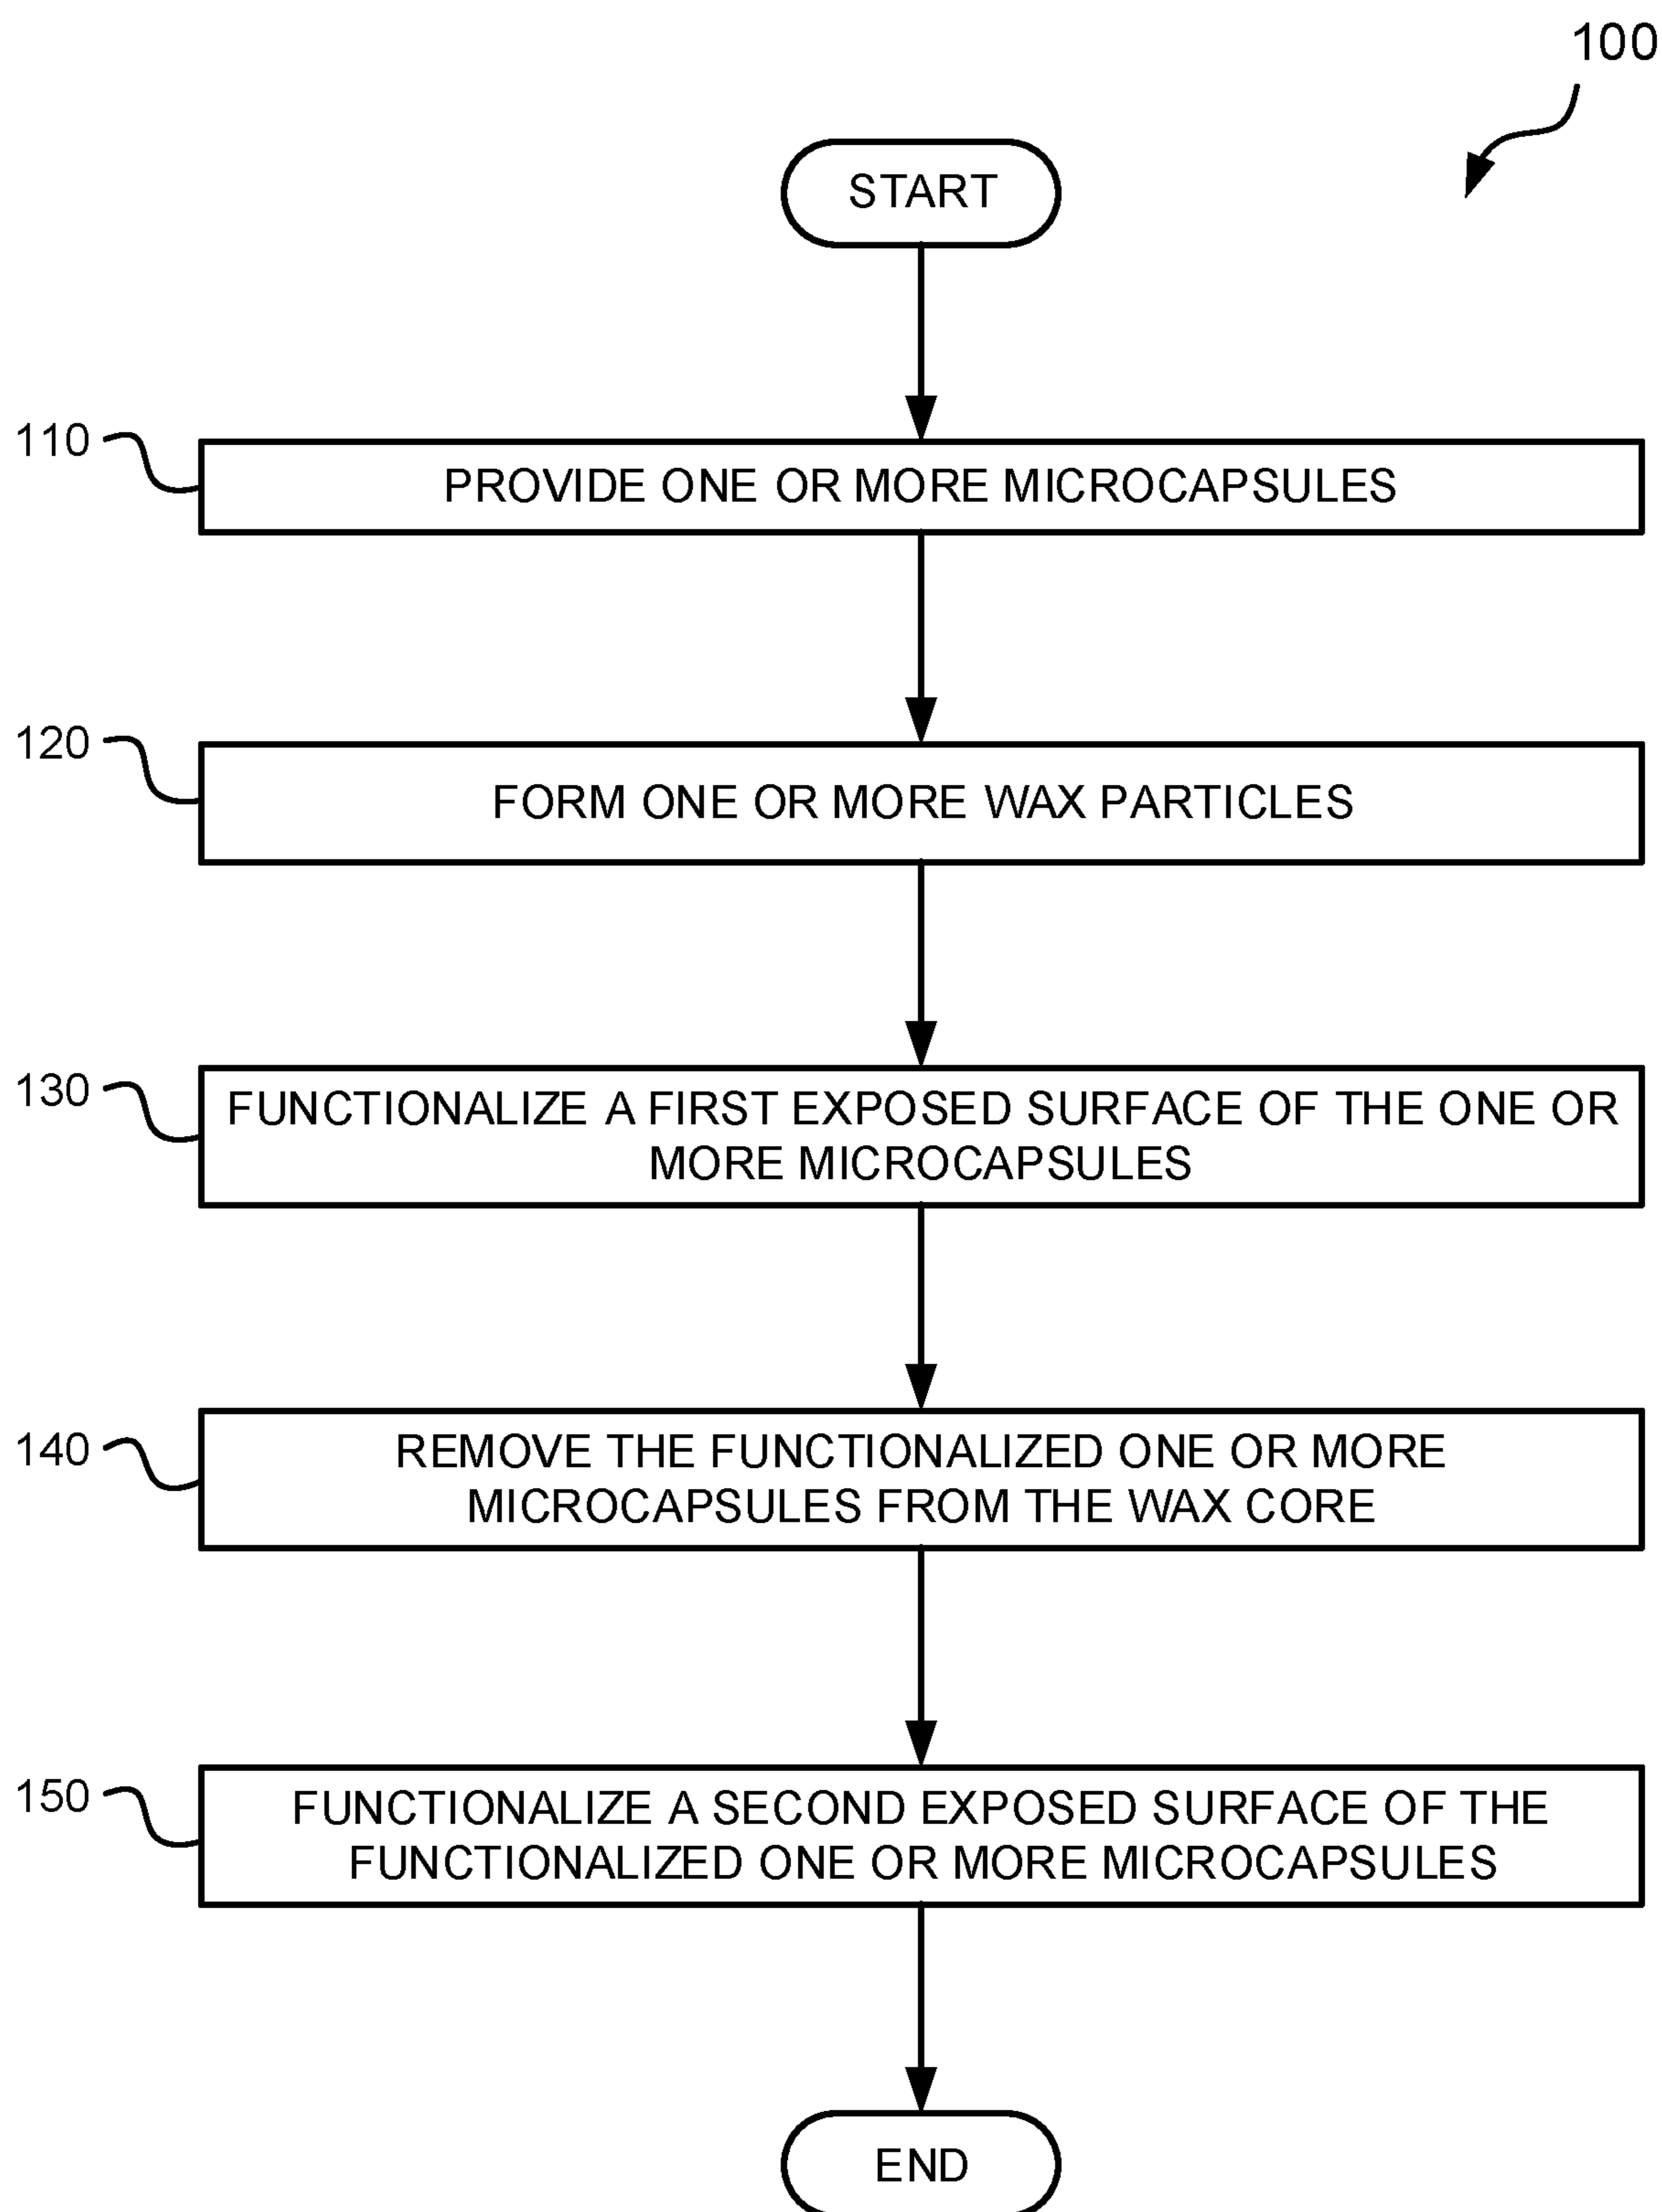 100
START
110
PROVIDE ONE OR MORE MICROCAPSULES
120
FORM ONE OR MORE WAX PARTICLES
130
FUNCTIONALIZE A FIRST EXPOSED SURFACE OF THE ONE OR
MORE MICROCAPSULES
140
REMOVE THE FUNCTIONALIZED ONE OR MORE
MICROCAPSULES FROM THE WAX CORE
150
FUNCTIONALIZE A SECOND EXPOSED SURFACE OF THE
FUNCTIONALIZED ONE OR MORE MICROCAPSULES
END